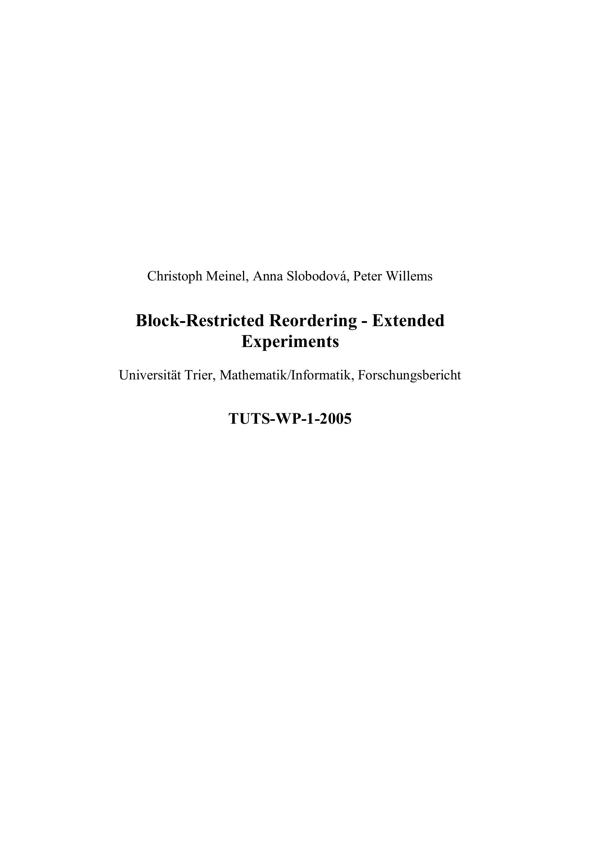 Christoph Meinel, Anna Slobodová, Peter Willems
Block-Restricted Reordering - Extended
Experiments
Universität Trier, Mathematik/Informatik, Forschungsbericht
TUTS-WP-1-2005